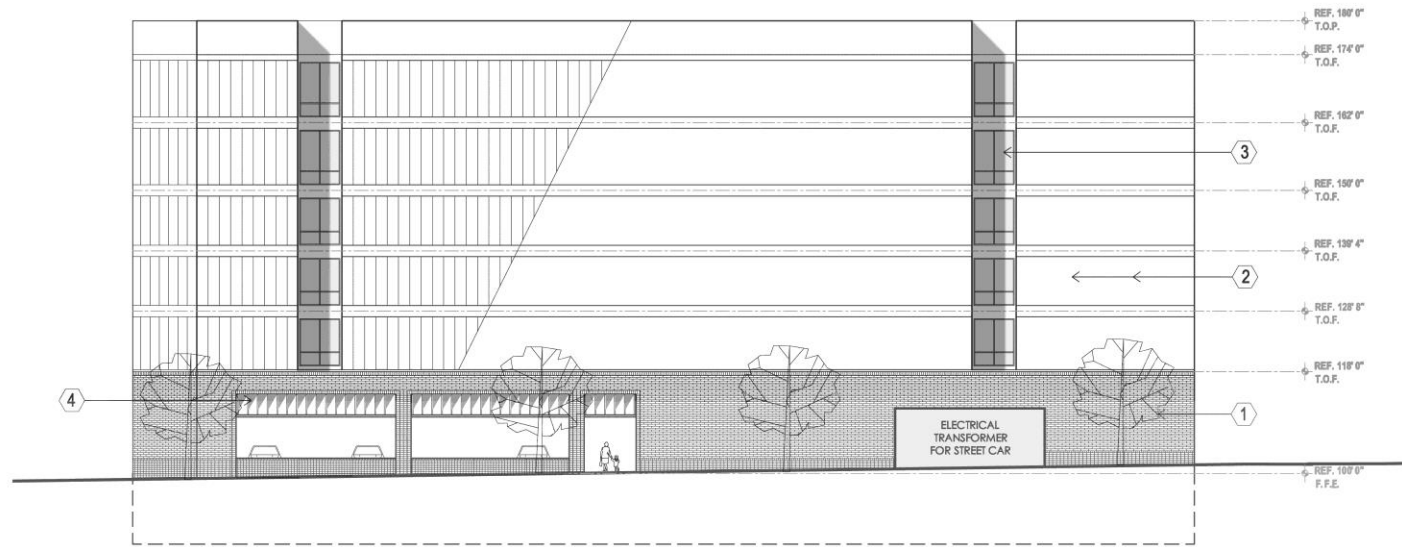 REF. 180' 0"
T.O.P.
REF. 174' 0"
T.O.F.
REF. 162' 0"
T.O.F.
3
REF. 150' 0"
T.O.F.
REF. 139' 4"
T.O.F.
2
REF. 128' 8"
T.O.F.
REF. 118' 0"
T.O.F.
4
1
ELECTRICAL
TRANSFORMER
FOR STREET CAR
REF. 100' 0"
F.F.E.